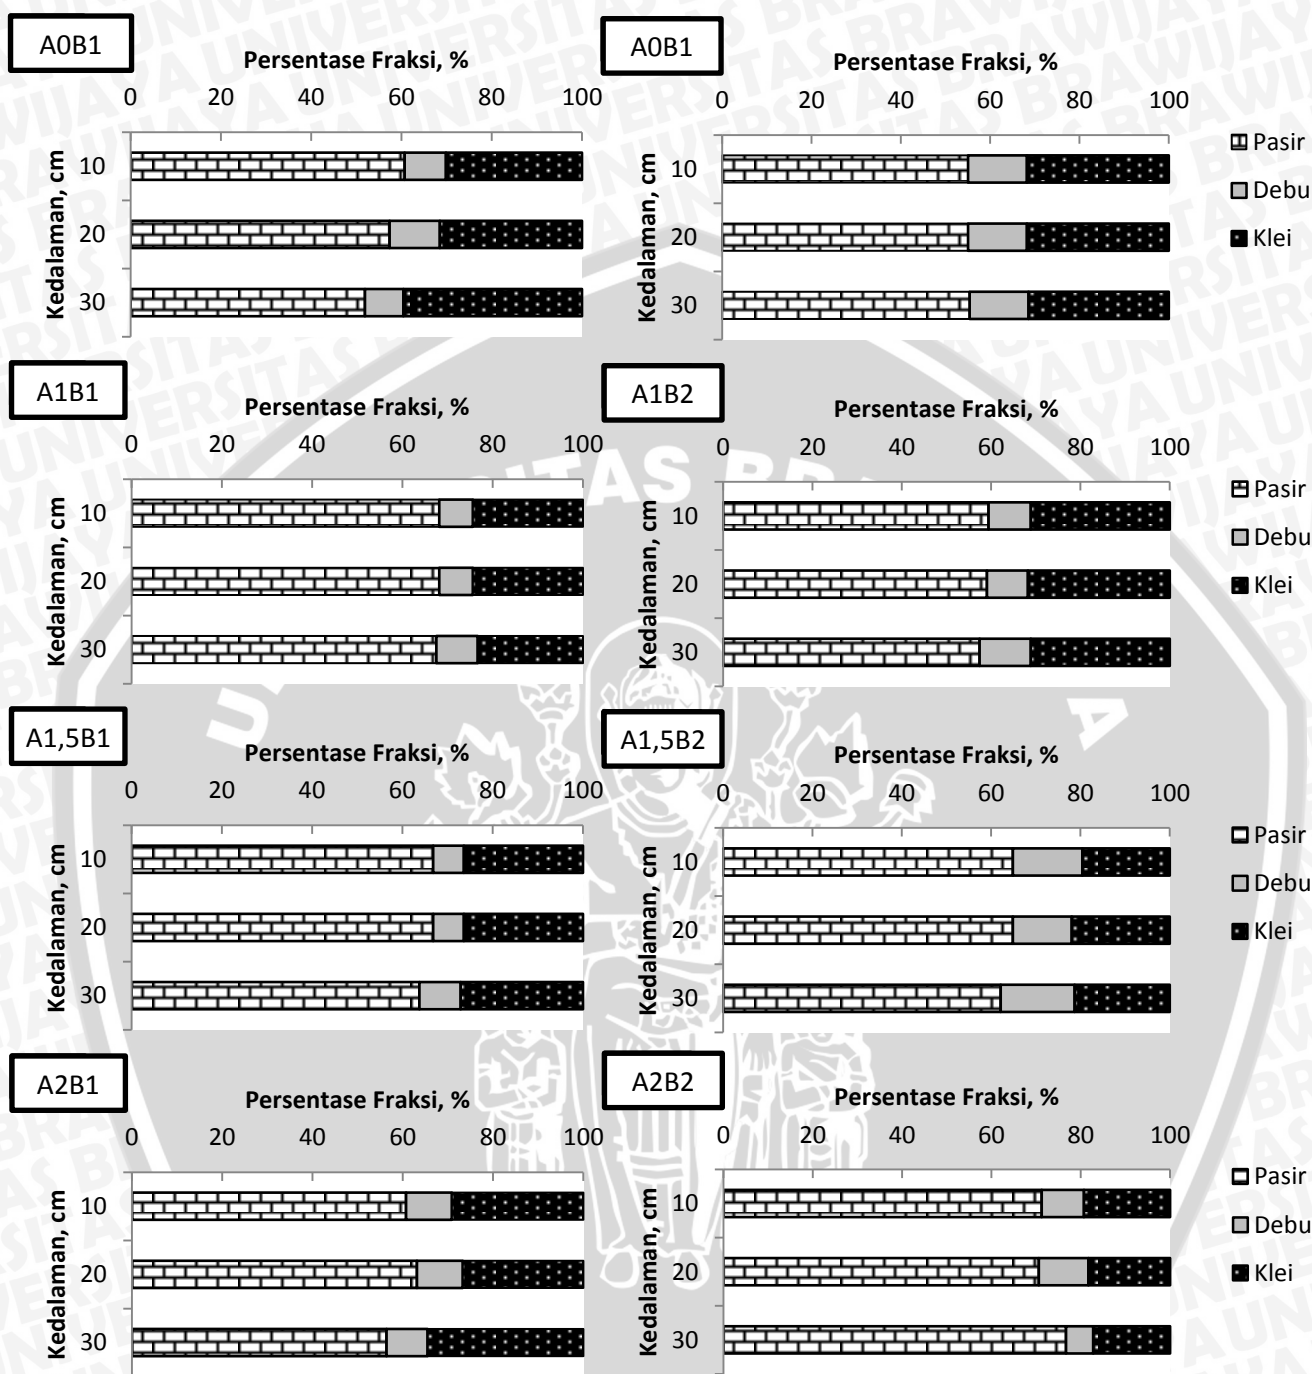 A0B1
Persentase Fraksi, %
0 20 40 60 80 100
Kedalaman, cm
10
20
30
A0B1
Persentase Fraksi, %
0 20 40 60 80 100
Kedalaman, cm
10
20
30
Pasir
Debu
Klei
A1B1
Persentase Fraksi, %
0 20 40 60 80 100
Kedalaman, cm
10
20
30
A1B2
Persentase Fraksi, %
0 20 40 60 80 100
Kedalaman, cm
10
20
30
Pasir
Debu
Klei
A1,5B1
Persentase Fraksi, %
0 20 40 60 80 100
Kedalaman, cm
10
20
30
A1,5B2
Persentase Fraksi, %
0 20 40 60 80 100
Kedalaman, cm
10
20
30
Pasir
Debu
Klei
A2B1
Persentase Fraksi, %
0 20 40 60 80 100
Kedalaman, cm
10
20
30
A2B2
Persentase Fraksi, %
0 20 40 60 80 100
Kedalaman, cm
10
20
30
Pasir
Debu
Klei